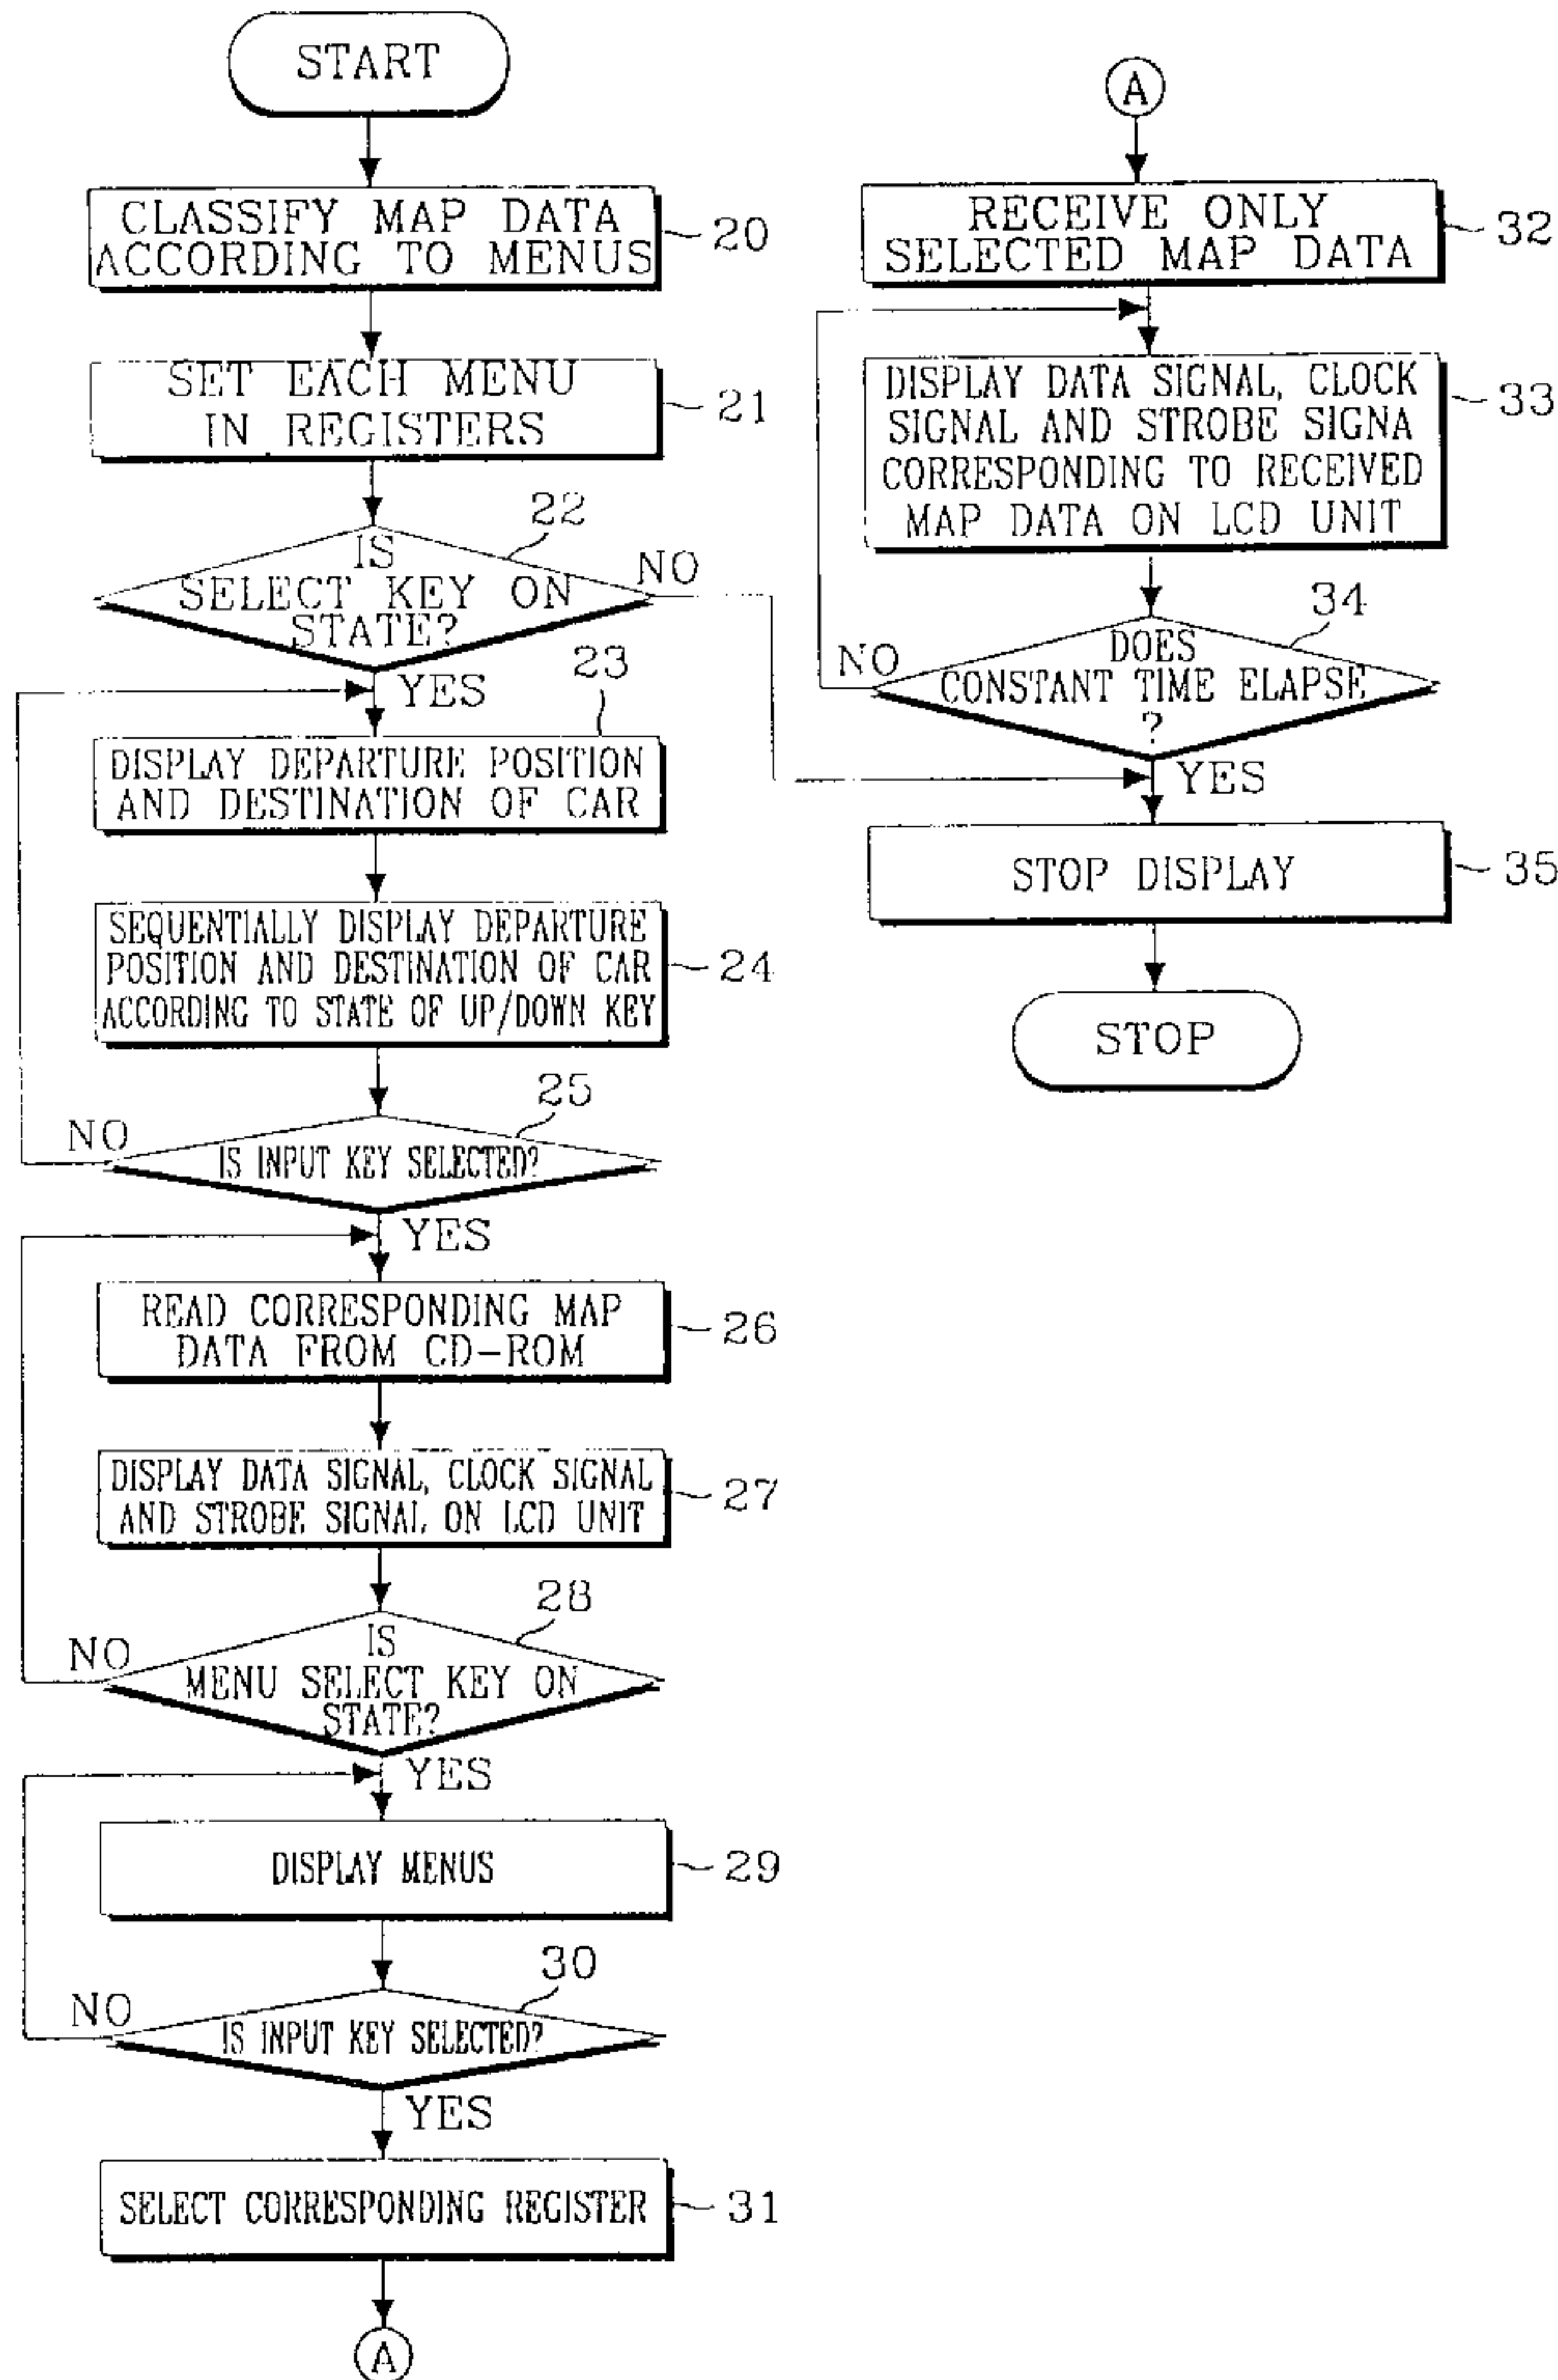 START
CLASSIFY MAP DATA
ACCORDING TO MENUS
20
SET EACH MENU
IN REGISTERS
21
22
IS
SELECT KEY ON
STATE?
NO
YES
23
DISPLAY DEPARTURE POSITION
AND DESTINATION OF CAR
SEQUENTIALLY DISPLAY DEPARTURE
POSITION AND DESTINATION OF CAR
ACCORDING TO STATE OF UP/DOWN KEY
24
25
NO
IS INPUT KEY SELECTED?
YES
READ CORRESPONDING MAP
DATA FROM CD-ROM
26
DISPLAY DATA SIGNAL, CLOCK SIGNAL
AND STROBE SIGNAL ON LCD UNIT
27
28
NO
IS
MENU SELECT KEY ON
STATE?
YES
DISPLAY MENUS
29
30
NO
IS INPUT KEY SELECTED?
YES
SELECT CORRESPONDING REGISTER
31
A
A
RECEIVE ONLY
SELECTED MAP DATA
32
DISPLAY DATA SIGNAL, CLOCK
SIGNAL AND STROBE SIGNA
CORRESPONDING TO RECEIVED
MAP DATA ON LCD UNIT
33
34
NO
DOES
CONSTANT TIME ELAPSE
?
YES
STOP DISPLAY
35
STOP